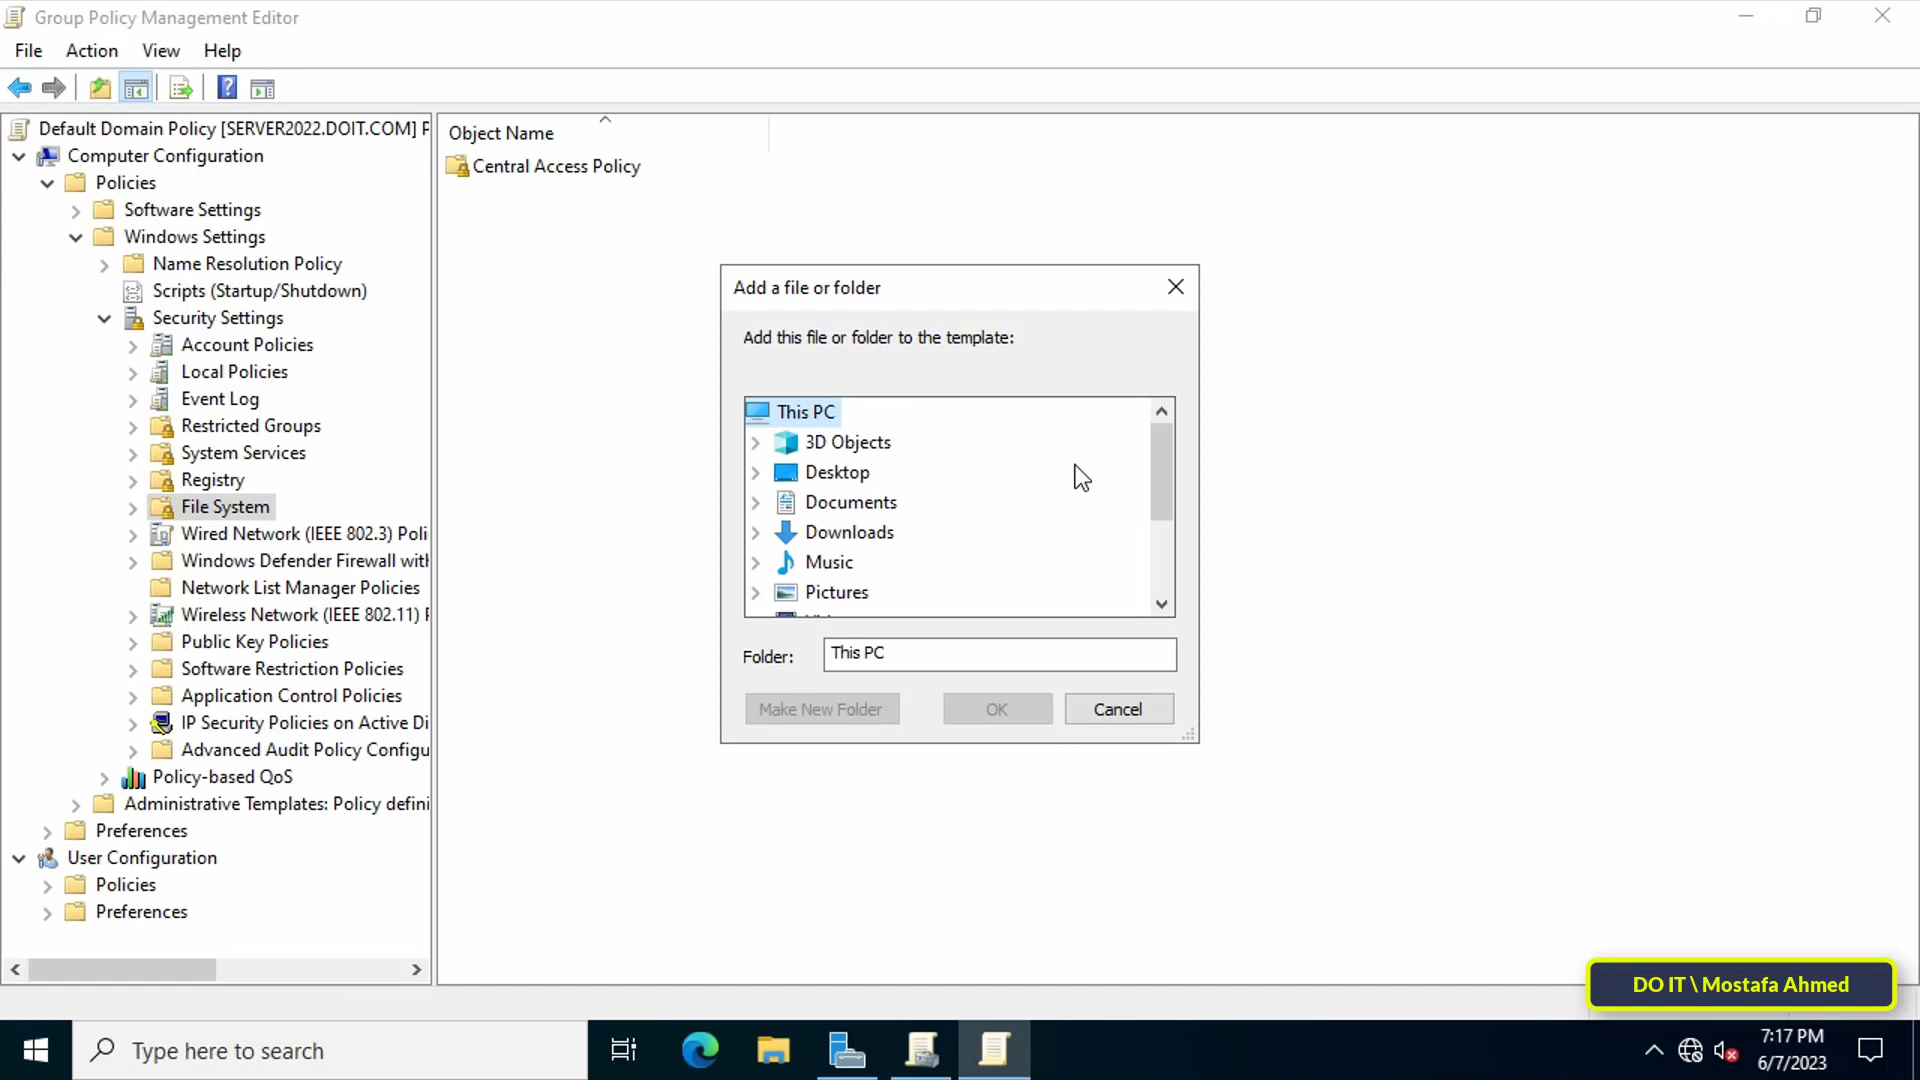 Group Policy Management Editor
File Action View Help
Default Domain Policy [SERVER2022.DOIT.COM] P
Computer Configuration
Policies
Software Settings
Windows Settings
Name Resolution Policy
Scripts (Startup/Shutdown)
Security Settings
Account Policies
Local Policies
Event Log
Restricted Groups
System Services
Registry
File System
Wired Network (IEEE 802.3) Poli
Windows Defender Firewall with
Network List Manager Policies
Wireless Network (IEEE 802.11) P
Public Key Policies
Software Restriction Policies
Application Control Policies
IP Security Policies on Active Di
Advanced Audit Policy Configu
Policy-based QoS
Administrative Templates: Policy defini
Preferences
User Configuration
Policies
Preferences
Object Name
Central Access Policy
Add a file or folder
Add this file or folder to the template:
This PC
3D Objects
Desktop
Documents
Downloads
Music
Pictures
Folder: This PC
Make New Folder OK Cancel
DO IT \ Mostafa Ahmed
Type here to search
7:17 PM
6/7/2023